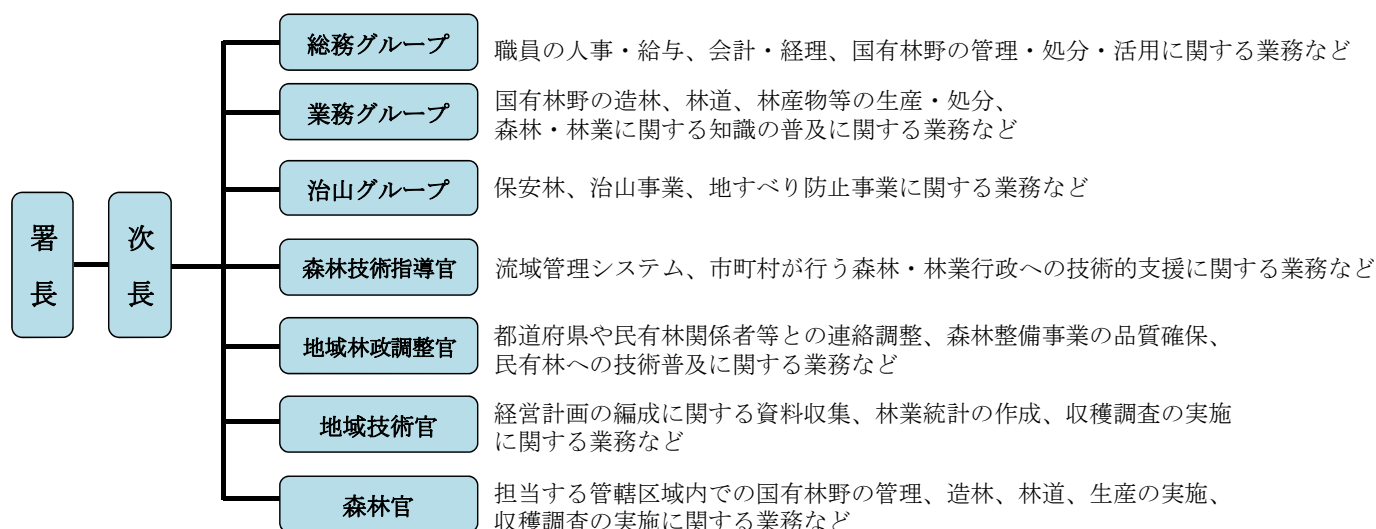 署長
次長
総務グループ
職員の人事・給与、会計・経理、国有林野の管理・処分・活用に関する業務など
業務グループ
国有林野の造林、林道、林産物等の生産・処分、
森林・林業に関する知識の普及に関する業務など
治山グループ
保安林、治山事業、地すべり防止事業に関する業務など
森林技術指導官
流域管理システム、市町村が行う森林・林業行政への技術的支援に関する業務など
地域林政調整官
都道府県や民有林関係者等との連絡調整、森林整備事業の品質確保、
民有林への技術普及に関する業務など
地域技術官
経営計画の編成に関する資料収集、林業統計の作成、収穫調査の実施
に関する業務など
森林官
担当する管轄区域内での国有林野の管理、造林、林道、生産の実施、
収穫調査の実施に関する業務など